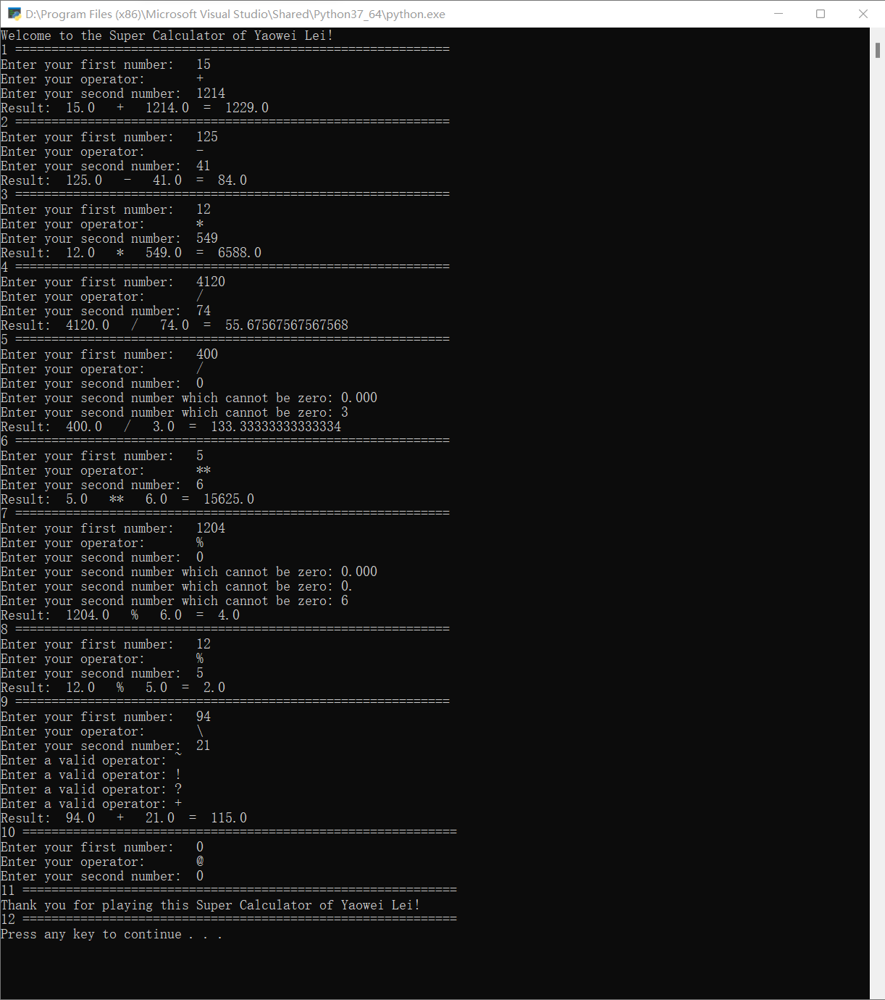 D:\Program Files (x86)\Microsoft Visual Studio\Shared\Python37_64\python.exe
Welcome to the Super Calculator of Yaowei Lei!
1 ============================================================
Enter your first number:   15
Enter your operator:       +
Enter your second number:  1214
Result:  15.0   +   1214.0  =  1229.0
2 ============================================================
Enter your first number:   125
Enter your operator:       -
Enter your second number:  41
Result:  125.0   -   41.0  =  84.0
3 ============================================================
Enter your first number:   12
Enter your operator:       *
Enter your second number:  549
Result:  12.0   *   549.0  =  6588.0
4 ============================================================
Enter your first number:   4120
Enter your operator:       /
Enter your second number:  74
Result:  4120.0   /   74.0  =  55.67567567567568
5 ============================================================
Enter your first number:   400
Enter your operator:       /
Enter your second number:  0
Enter your second number which cannot be zero: 0.000
Enter your second number which cannot be zero: 3
Result:  400.0   /   3.0  =  133.33333333333334
6 ============================================================
Enter your first number:   5
Enter your operator:       **
Enter your second number:  6
Result:  5.0   **   6.0  =  15625.0
7 ============================================================
Enter your first number:   1204
Enter your operator:       %
Enter your second number:  0
Enter your second number which cannot be zero: 0.000
Enter your second number which cannot be zero: 0.
Enter your second number which cannot be zero: 6
Result:  1204.0   %   6.0  =  4.0
8 ============================================================
Enter your first number:   12
Enter your operator:       %
Enter your second number:  5
Result:  12.0   %   5.0  =  2.0
9 ============================================================
Enter your first number:   94
Enter your operator:       \
Enter your second number:  21
Enter a valid operator: ~
Enter a valid operator: !
Enter a valid operator: ?
Enter a valid operator: +
Result:  94.0   +   21.0  =  115.0
10 ============================================================
Enter your first number:   0
Enter your operator:       @
Enter your second number:  0
11 ============================================================
Thank you for playing this Super Calculator of Yaowei Lei!
12 ============================================================
Press any key to continue . . .